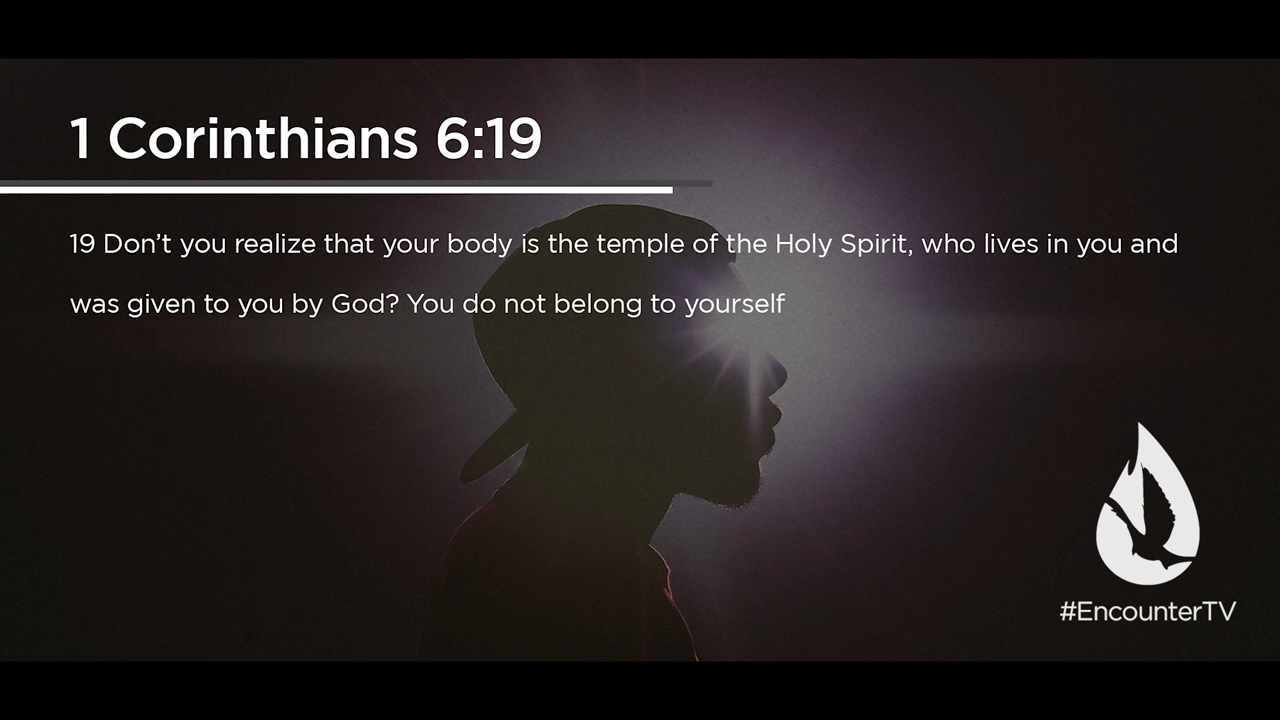 1 Corinthians 6:19
19 Don’t you realize that your body is the temple of the Holy Spirit, who lives in you and
was given to you by God? You do not belong to yourself
#EncounterTV